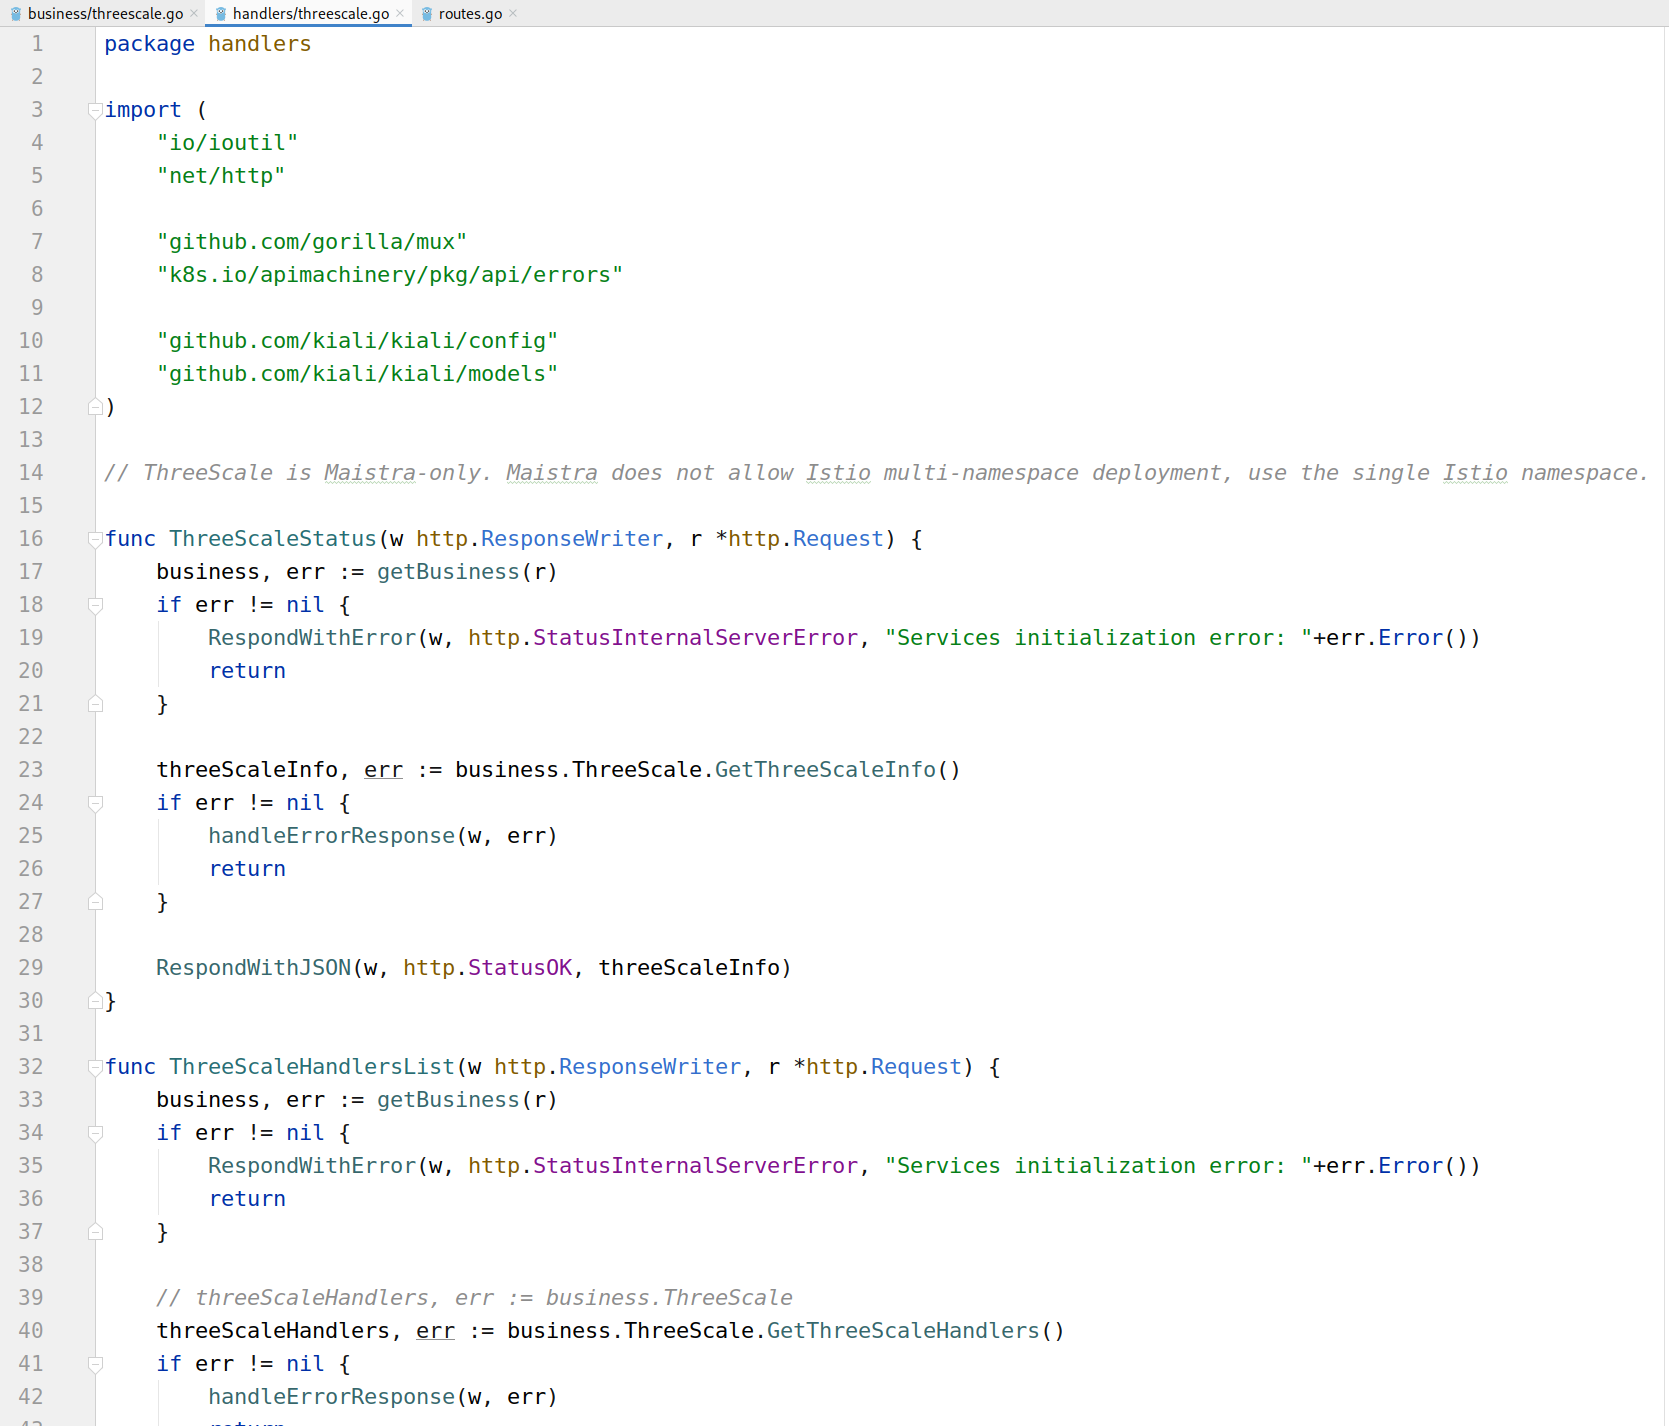 business/threescale.go handlers/threescale.go routes.go
1 package handlers
2
3 import (
4 "io/ioutil"
5 "net/http"
6
7 "github.com/gorilla/mux"
8 "k8s.io/apimachinery/pkg/api/errors"
9
10 "github.com/kiali/kiali/config"
11 "github.com/kiali/kiali/models"
12 )
13
14 // ThreeScale is Maistra-only. Maistra does not allow Istio multi-namespace deployment, use the single Istio namespace.
15
16 func ThreeScaleStatus(w http.ResponseWriter, r *http.Request) {
17 business, err := getBusiness(r)
18 if err != nil {
19 RespondWithError(w, http.StatusInternalServerError, "Services initialization error: "+err.Error())
20 return
21 }
22
23 threeScaleInfo, err := business.ThreeScale.GetThreeScaleInfo()
24 if err != nil {
25 handleErrorResponse(w, err)
26 return
27 }
28
29 RespondWithJSON(w, http.StatusOK, threeScaleInfo)
30 }
31
32 func ThreeScaleHandlersList(w http.ResponseWriter, r *http.Request) {
33 business, err := getBusiness(r)
34 if err != nil {
35 RespondWithError(w, http.StatusInternalServerError, "Services initialization error: "+err.Error())
36 return
37 }
38
39 // threeScaleHandlers, err := business.ThreeScale
40 threeScaleHandlers, err := business.ThreeScale.GetThreeScaleHandlers()
41 if err != nil {
42 handleErrorResponse(w, err)
43 return